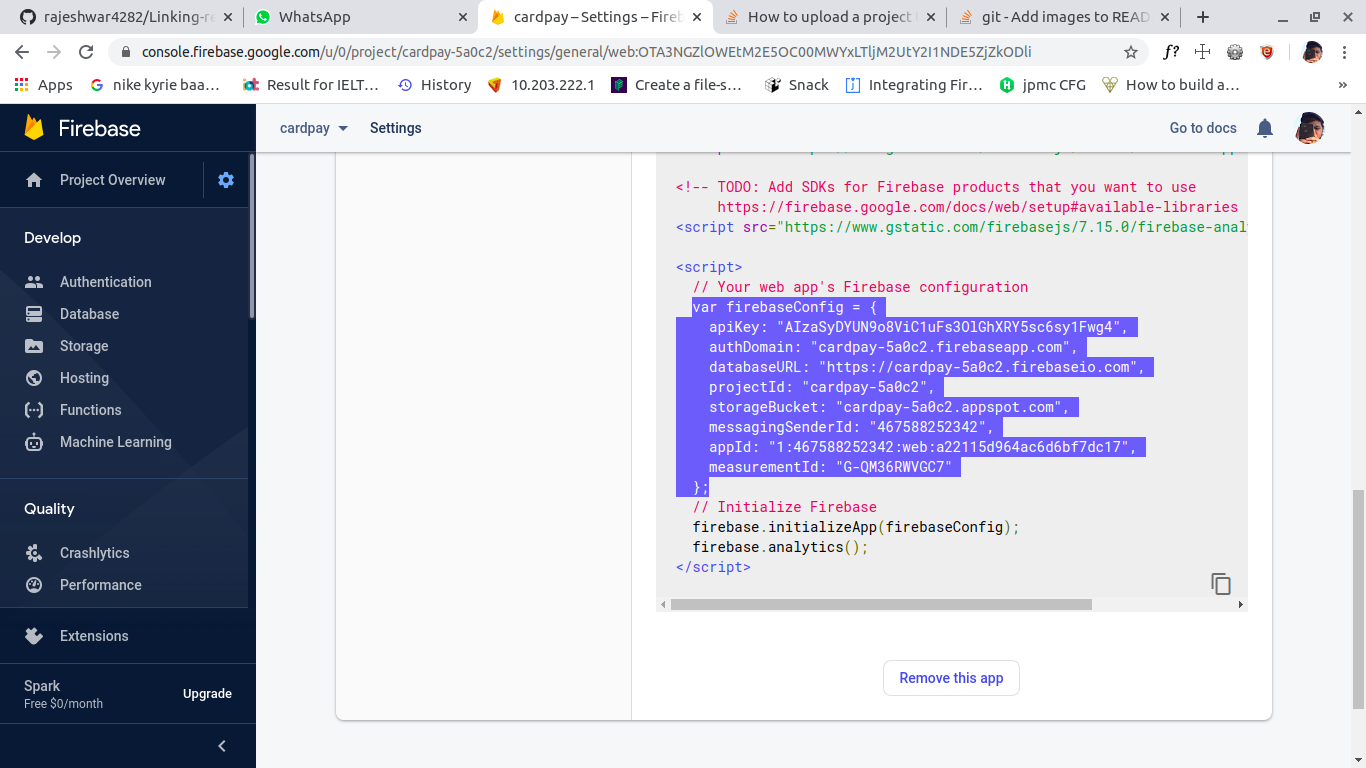 rajeshwar4282/Linking-re
WhatsApp
cardpay – Settings – Fireb
How to upload a project
git - Add images to READ
console.firebase.google.com/u/0/project/cardpay-5a0c2/settings/general/web:OTA3NGZlOWEtM2E5OC00MWYxLTljM2UtY2I1NDE5ZjZkODli
f?
Apps
nike kyrie baa…
Result for IELT…
History
10.203.222.1
Create a file-s…
Snack
Integrating Fir…
jpmc CFG
How to build a…
»
Firebase
cardpay
Settings
Go to docs
Project Overview
Develop
Authentication
Database
Storage
Hosting
Functions
Machine Learning
Quality
Crashlytics
Performance
Extensions
Spark
Free $0/month
Upgrade
<!-- TODO: Add SDKs for Firebase products that you want to use
https://firebase.google.com/docs/web/setup#available-libraries
<script src="https://www.gstatic.com/firebasejs/7.15.0/firebase-anal
<script>
// Your web app's Firebase configuration
var firebaseConfig = {
apiKey: "AIzaSyDYUN9o8ViC1uFs3OlGhXRY5sc6sy1Fwg4",
authDomain: "cardpay-5a0c2.firebaseapp.com",
databaseURL: "https://cardpay-5a0c2.firebaseio.com",
projectId: "cardpay-5a0c2",
storageBucket: "cardpay-5a0c2.appspot.com",
messagingSenderId: "467588252342",
appId: "1:467588252342:web:a22115d964ac6d6bf7dc17",
measurementId: "G-QM36RWVGC7"
};
// Initialize Firebase
firebase.initializeApp(firebaseConfig);
firebase.analytics();
</script>
Remove this app